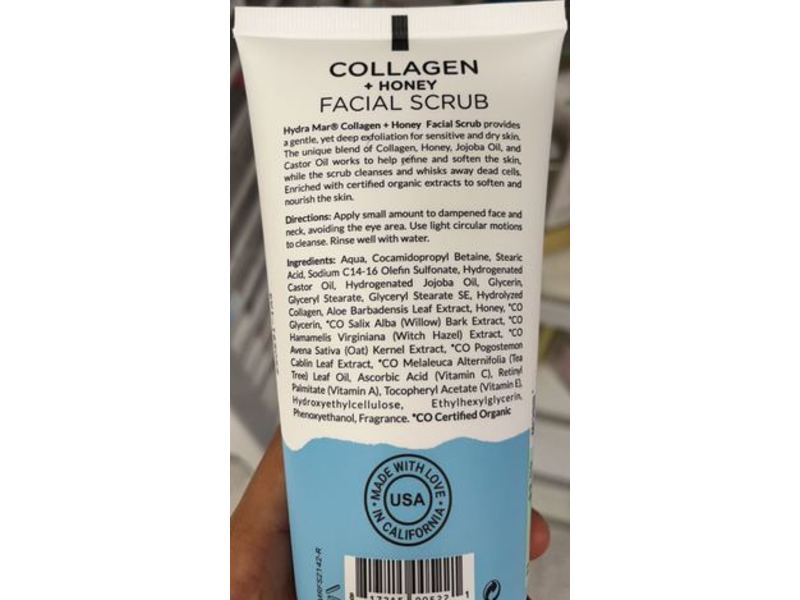 COLLAGEN
+ HONEY
FACIAL SCRUB
Hydra Mar® Collagen + Honey Facial Scrub provides
a gentle, yet deep exfoliation for sensitive and dry skin.
The unique blend of Collagen, Honey, Jojoba Oil, and
Castor Oil works to help refine and soften the skin,
while the scrub cleanses and whisks away dead cells.
Enriched with certified organic extracts to soften and
nourish the skin.
Directions: Apply small amount to dampened face and
neck, avoiding the eye area. Use light circular motions
to cleanse. Rinse well with water.
Ingredients: Aqua, Cocamidopropyl Betaine, Stearic
Acid, Sodium C14-16 Olefin Sulfonate, Hydrogenated
Castor Oil, Hydrogenated Jojoba Oil, Glycerin,
Glyceryl Stearate, Glyceryl Stearate SE, Hydrolyzed
Collagen, Aloe Barbadensis Leaf Extract, Honey, *CO
Glycerin, *CO Salix Alba (Willow) Bark Extract, *CO
Hamamelis Virginiana (Witch Hazel) Extract, *CO
Avena Sativa (Oat) Kernel Extract, *CO Pogostemon
Cablin Leaf Extract, *CO Melaleuca Alternifolia (Tea
Tree) Leaf Oil, Ascorbic Acid (Vitamin C), Retinyl
Palmitate (Vitamin A), Tocopheryl Acetate (Vitamin E),
Hydroxyethylcellulose, Ethylhexylglycerin,
Phenoxyethanol, Fragrance. *CO Certified Organic
MADE WITH LOVE
USA
IN CALIFORNIA